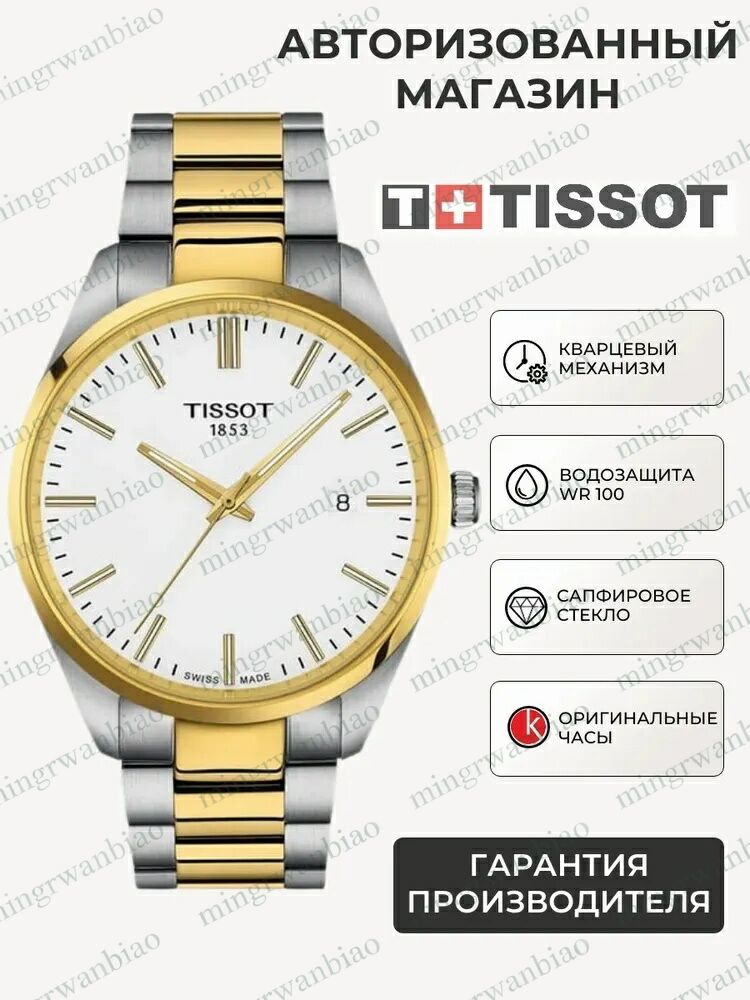 АВТОРИЗОВАННЫЙ
МАГАЗИН
T+TISSOT
TISSOT
1853
8
SWISS MADE
КВАРЦЕВЫЙ
МЕХАНИЗМ
ВОДОЗАЩИТА
WR 100
САПФИРОВОЕ
СТЕКЛО
k
ОРИГИНАЛЬНЫЕ
ЧАСЫ
ГАРАНТИЯ
ПРОИЗВОДИТЕЛЯ
mingrwanbiao